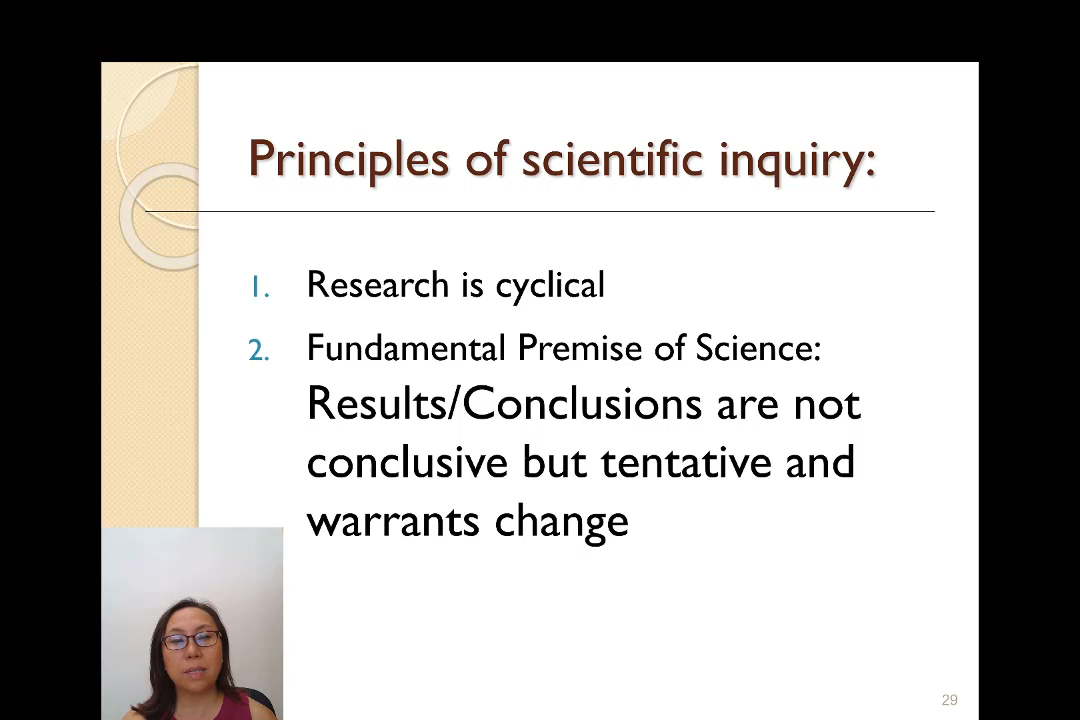 Principles of scientific inquiry:
1. Research is cyclical
2. Fundamental Premise of Science:
Results/Conclusions are not
conclusive but tentative and
warrants change
29